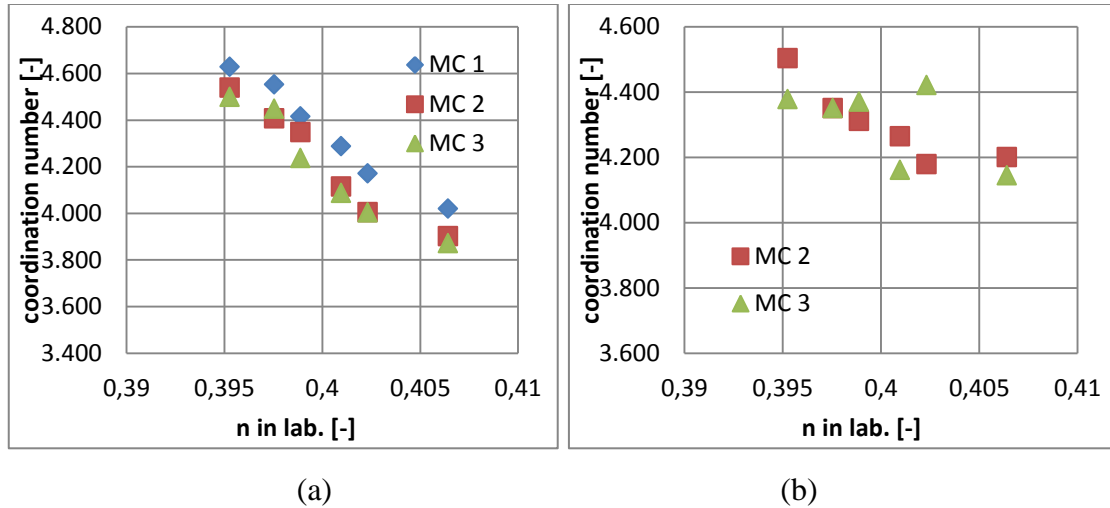 coordination number [-]
4.800
4.600
4.400
4.200
4.000
3.800
3.600
3.400
MC 1
MC 2
MC 3
0,39 0,395 0,4 0,405 0,41
n in lab. [-]
(a)
coordination number [-]
4.600
4.400
4.200
4.000
3.800
3.600
MC 2
MC 3
0,39 0,395 0,4 0,405 0,41
n in lab. [-]
(b)